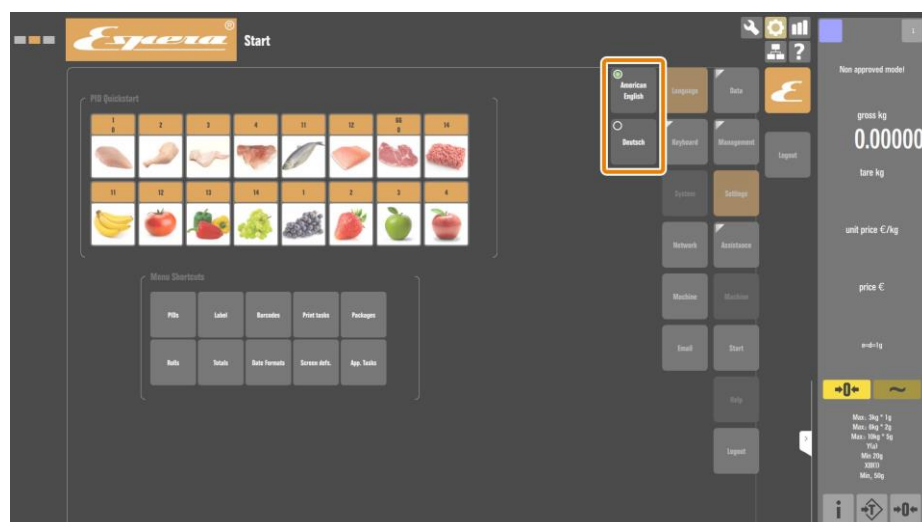 Espera®
Start
?
1
Non approved model
PID Quickstart
1
0
2
3
4
11
12
66
0
14
11
12
13
14
1
2
3
4
Menu Shortcuts
PIDs
Label
Barcodes
Print tasks
Packages
Rolls
Totals
Date Formats
Screen defs.
App. Tasks
American
English
Deutsch
Language
Data
Keyboard
Management
System
Settings
Network
Assistance
Machine
Machine
Email
Start
Help
Logout
E
Logout
gross kg
0.00000
tare kg
unit price €/kg
price €
e=d=1g
→0←
~
Max: 3kg * 1g
Max: 6kg * 2g
Max: 10kg * 5g
Y(a)
Min 20g
Min, 50g
i
T
→0←